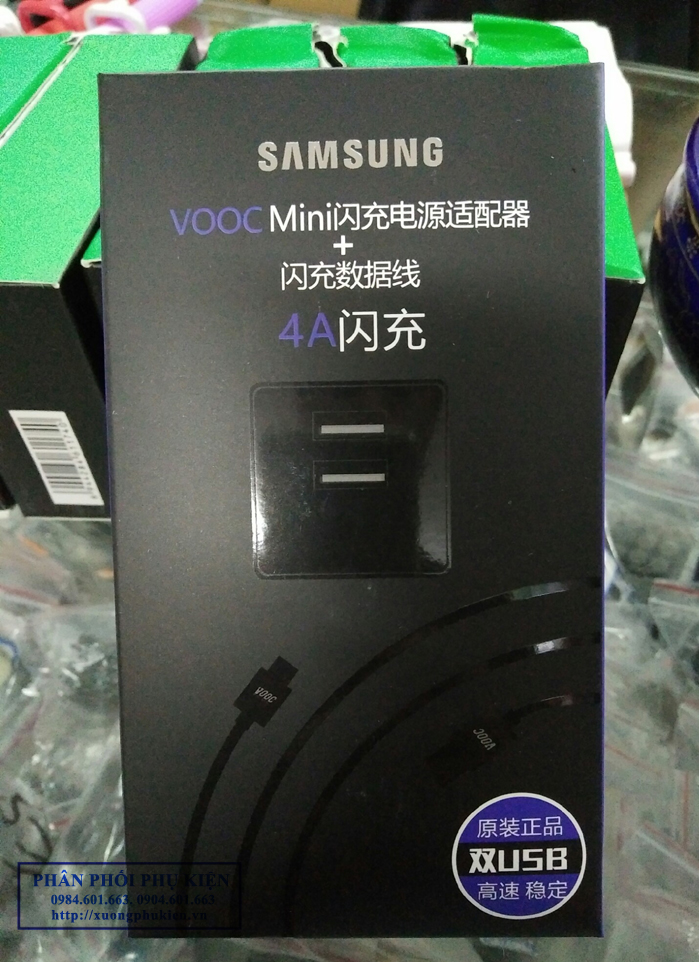 SAMSUNG
VOOC Mini闪充电源适配器
+
闪充数据线
4A闪充
VOOC
VOOC
原装正品
双USB
高速 稳定
PHÂN PHỐI PHỤ KIỆN
0984.601.663, 0904.601.663
http://xuongphukien.vn